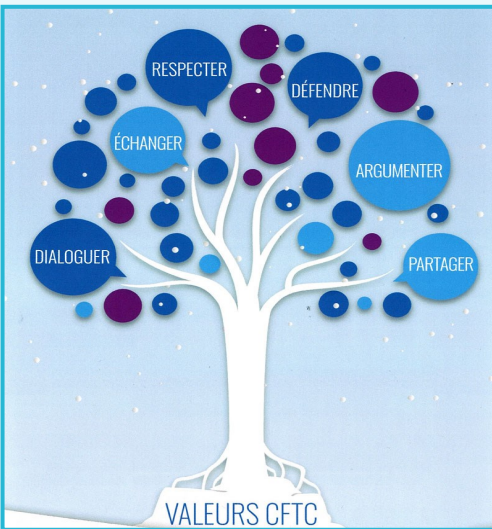 RESPECTER
DÉFENDRE
ÉCHANGER
ARGUMENTER
DIALOGUER
PARTAGER
VALEURS CFTC